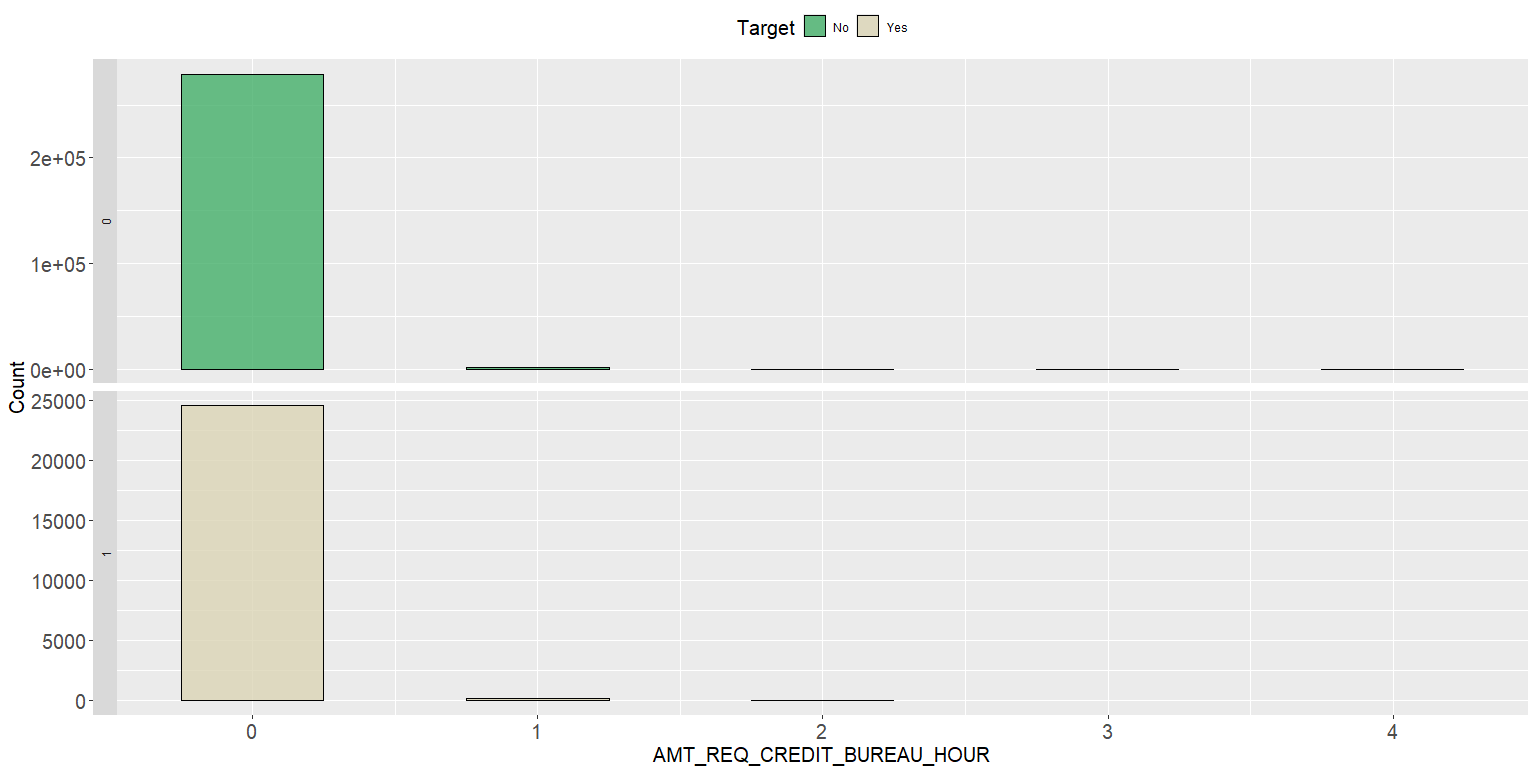 Target No Yes
2e+05
1e+05
0e+00
0
25000
20000
15000
10000
5000
0
1
Count
0 1 2 3 4
AMT_REQ_CREDIT_BUREAU_HOUR